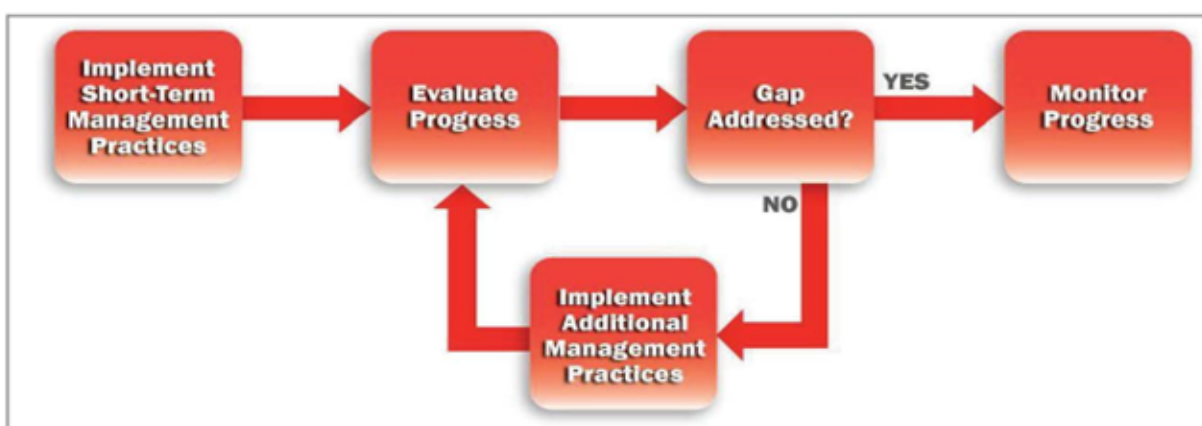 Implement
Short-Term
Management
Practices
Evaluate
Progress
Gap
Addressed?
YES
Monitor
Progress
NO
Implement
Additional
Management
Practices